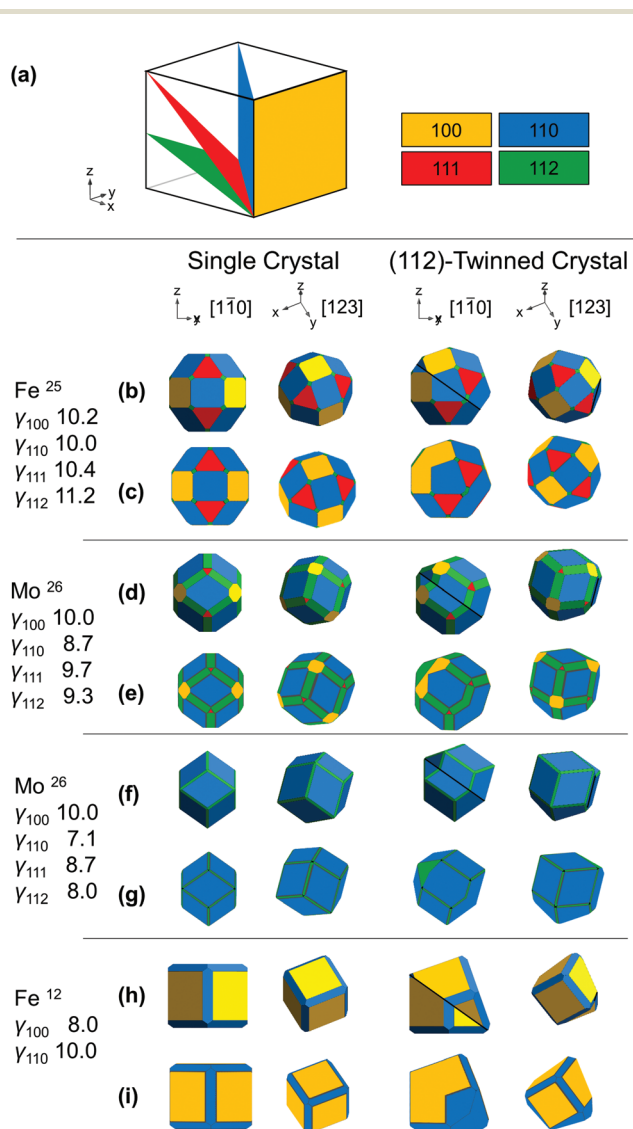 (a)
100 110
111 112
z
y
x
Single Crystal (112)-Twinned Crystal
z y x [11̅0] z x y [123] z y x [11̅0] z x y [123]
(b)
Fe 25
γ100 10.2
γ110 10.0
γ111 10.4
γ112 11.2
(c)
Mo 26
(d)
γ100 10.0
γ110 8.7
γ111 9.7
γ112 9.3
(e)
Mo 26
(f)
γ100 10.0
γ110 7.1
γ111 8.7
γ112 8.0
(g)
Fe 12
(h)
γ100 8.0
γ110 10.0
(i)